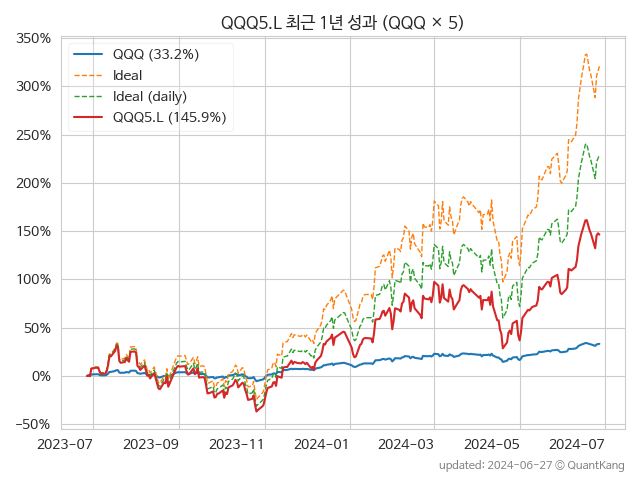 QQQ5.L 최근 1년 성과 (QQQ × 5)
350%
300%
250%
200%
150%
100%
50%
0%
−50%
QQQ (33.2%)
Ideal
Ideal (daily)
QQQ5.L (145.9%)
2023-07
2023-09
2023-11
2024-01
2024-03
2024-05
2024-07
updated: 2024-06-27 © QuantKang